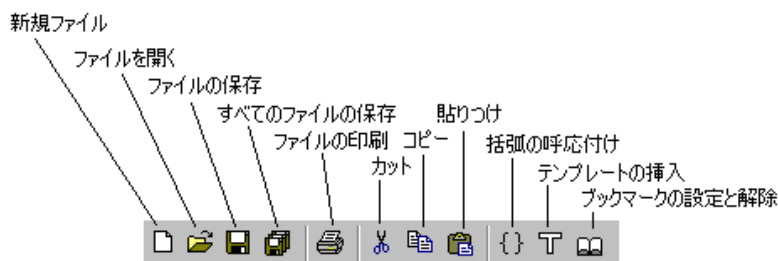 新規ファイル
ファイルを開く
ファイルの保存
すべてのファイルの保存
貼りつけ
ファイルの印刷
コピー
括弧の呼応付け
カット
テンプレートの挿入
ブックマークの設定と解除